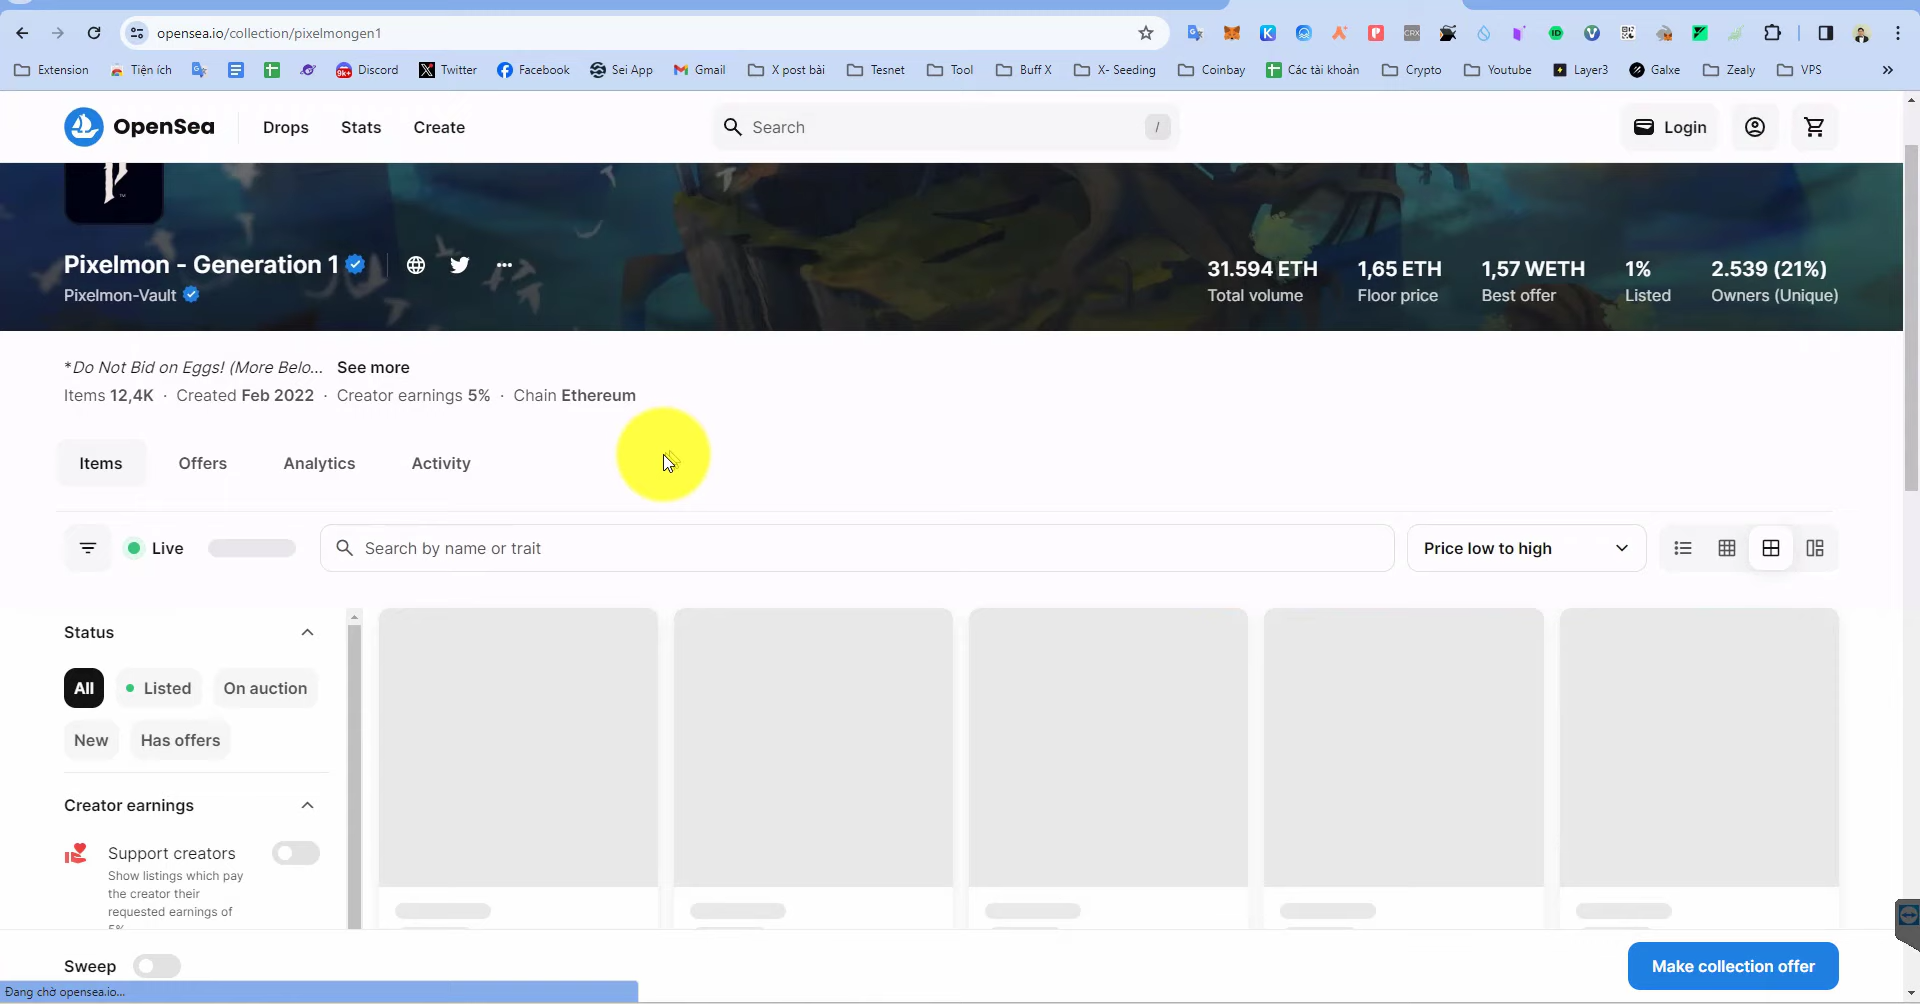 opensea.io/collection/pixelmongen1
Extension Tiện ích 9k+ Discord Twitter Facebook Sei App Gmail X post bài Tesnet Tool Buff X X- Seeding Coinbay Các tài khoản Crypto Youtube Layer3 Galxe Zealy VPS »
OpenSea Drops Stats Create Search / Login
Pixelmon - Generation 1
Pixelmon-Vault
31.594 ETH 1,65 ETH 1,57 WETH 1% 2.539 (21%)
Total volume Floor price Best offer Listed Owners (Unique)
*Do Not Bid on Eggs! (More Belo... See more
Items 12,4K · Created Feb 2022 · Creator earnings 5% · Chain Ethereum
Items Offers Analytics Activity
Live Search by name or trait Price low to high
Status
All Listed On auction
New Has offers
Creator earnings
Support creators
Show listings which pay
the creator their
requested earnings of
5%
Sweep Make collection offer
Đang chờ opensea.io...